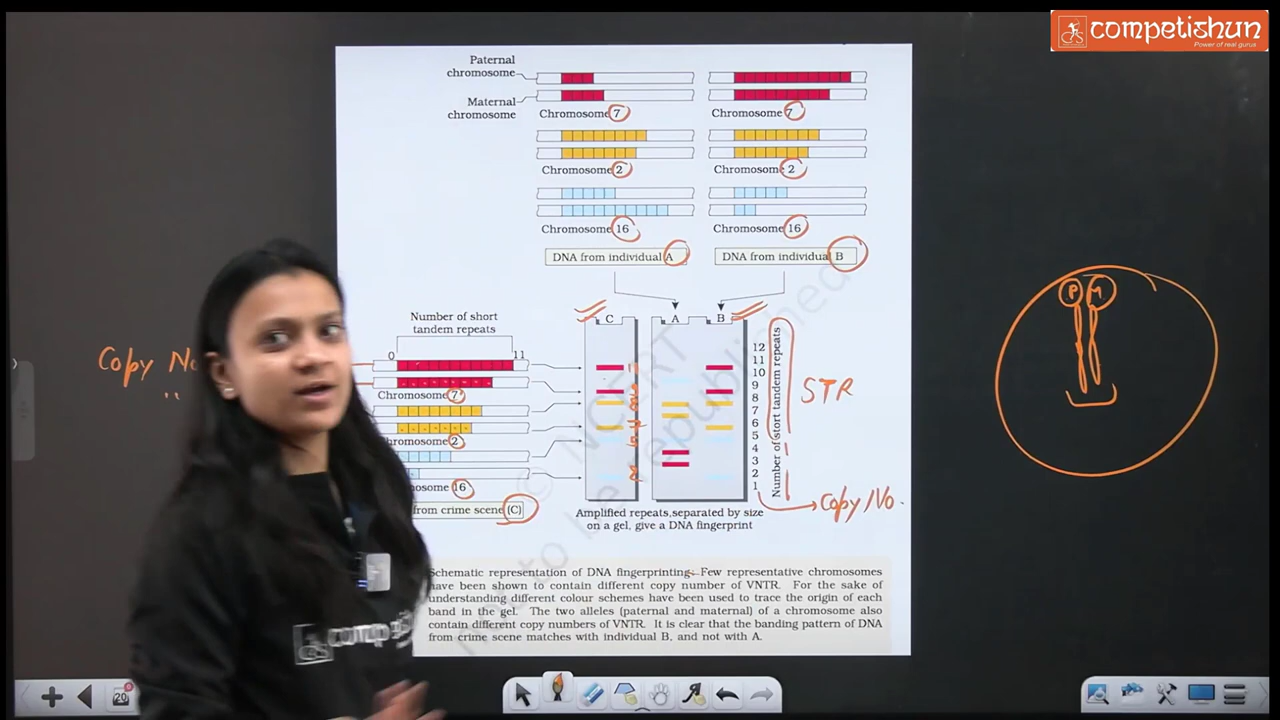 competishun
Power of real gurus
Paternal
chromosome
Maternal
chromosome
Chromosome 7
Chromosome 7
Chromosome 2
Chromosome 2
Chromosome 16
Chromosome 16
DNA from individual A
DNA from individual B
P M
Number of short
tandem repeats
0 11
C A B
Copy No
" "
Chromosome 7
hromosome 2
osome 16
from crime scene (C)
12
11
10
9
8
7
6
5
4
3
2
1
Number of stort tandem repeats
STR
Copy No.
Amplified repeats,separated by size
on a gel, give a DNA fingerprint
© NCERT
not to be republished
Schematic representation of DNA fingerprinting. Few representative chromosomes
have been shown to contain different copy number of VNTR. For the sake of
understanding different colour schemes have been used to trace the origin of each
band in the gel. The two alleles (paternal and maternal) of a chromosome also
contain different copy numbers of VNTR. It is clear that the banding pattern of DNA
from crime scene matches with individual B, and not with A.
20